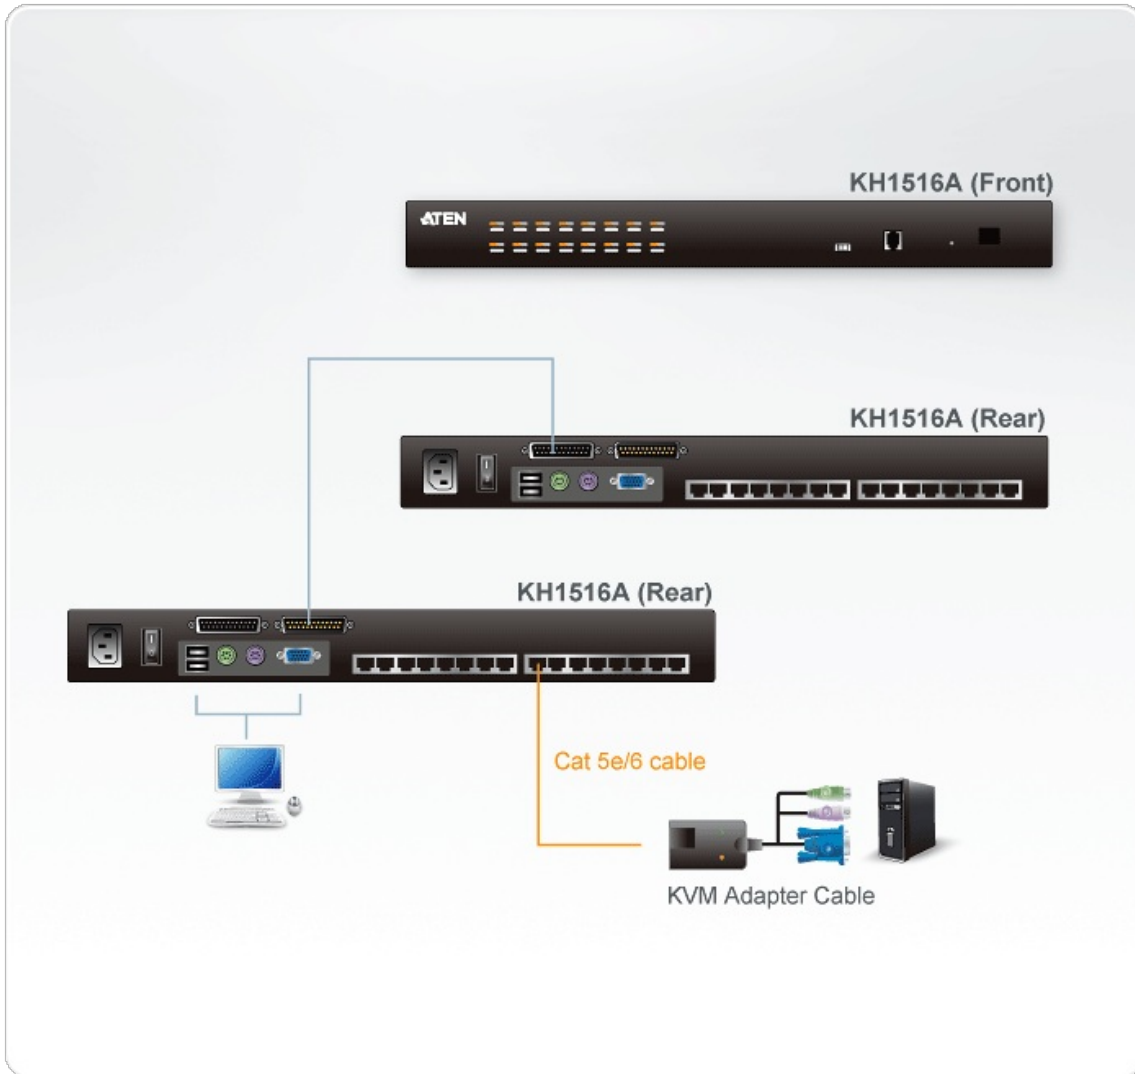 KH1516A (Front)
ATEN
KH1516A (Rear)
KH1516A (Rear)
Cat 5e/6 cable
KVM Adapter Cable